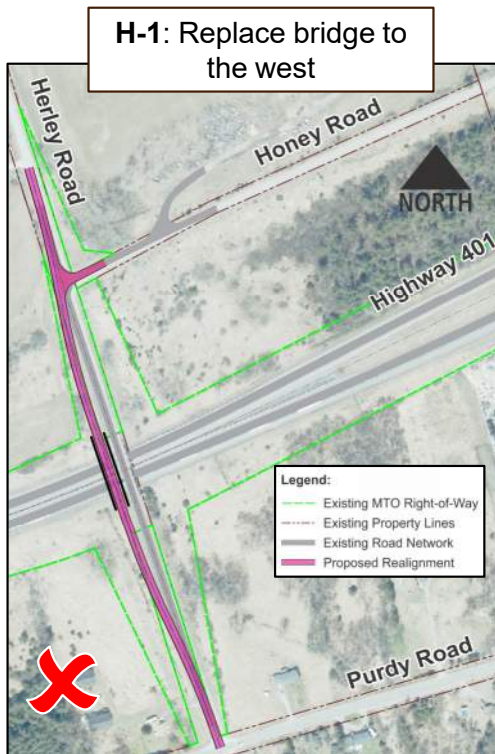 H-1: Replace bridge to
the west
Herley Road
Honey Road
NORTH
Highway 401
Legend:
Existing MTO Right-of-Way
Existing Property Lines
Existing Road Network
Proposed Realignment
Purdy Road